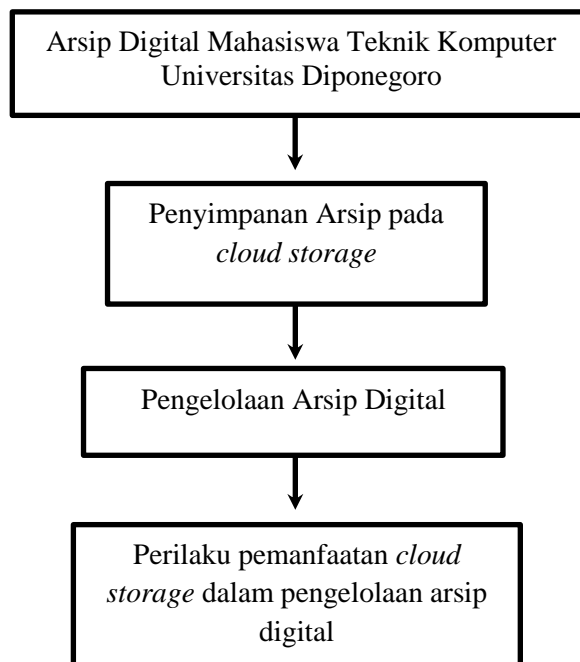 Arsip Digital Mahasiswa Teknik Komputer
Universitas Diponegoro
Penyimpanan Arsip pada
cloud storage
Pengelolaan Arsip Digital
Perilaku pemanfaatan cloud
storage dalam pengelolaan arsip
digital